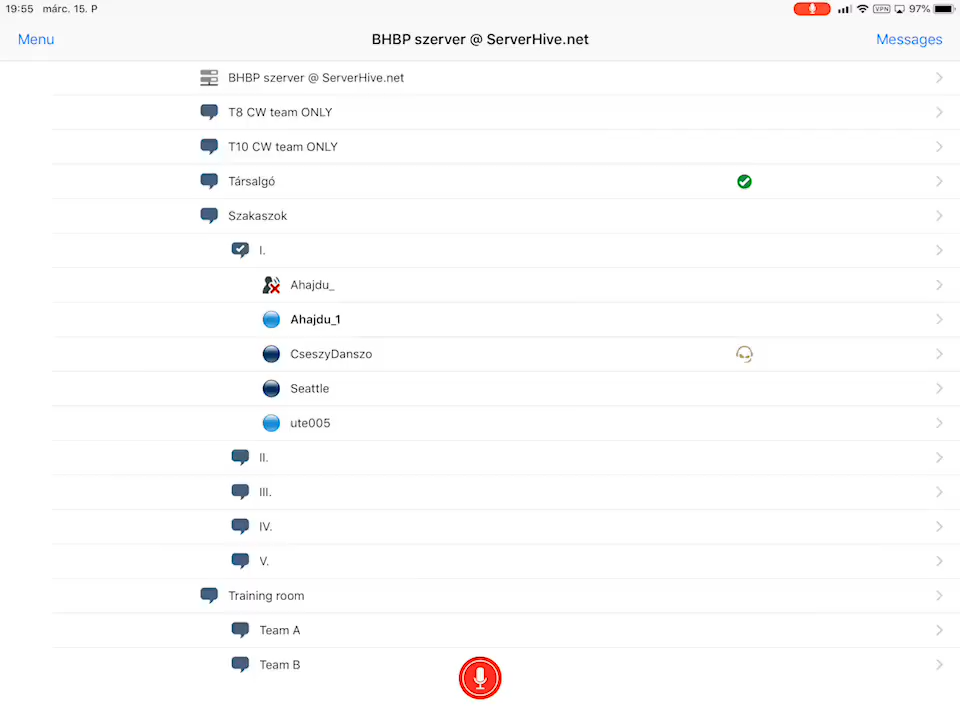 19:55 márc. 15. P VPN 97%
Menu BHBP szerver @ ServerHive.net Messages
BHBP szerver @ ServerHive.net
T8 CW team ONLY
T10 CW team ONLY
Társalgó
Szakaszok
I.
Ahajdu_
Ahajdu_1
CseszyDanszo
Seattle
ute005
II.
III.
IV.
V.
Training room
Team A
Team B